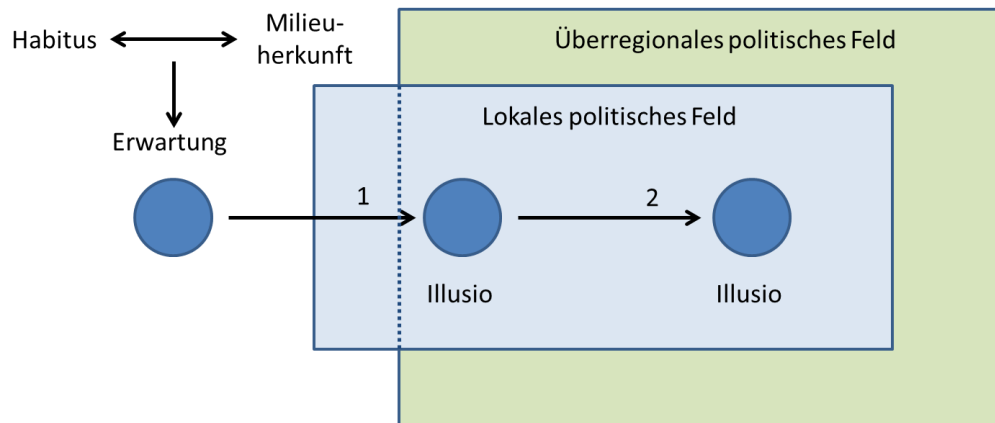 Habitus
Milieu-
herkunft
Überregionales politisches Feld
Lokales politisches Feld
Erwartung
1
2
Illusio
Illusio